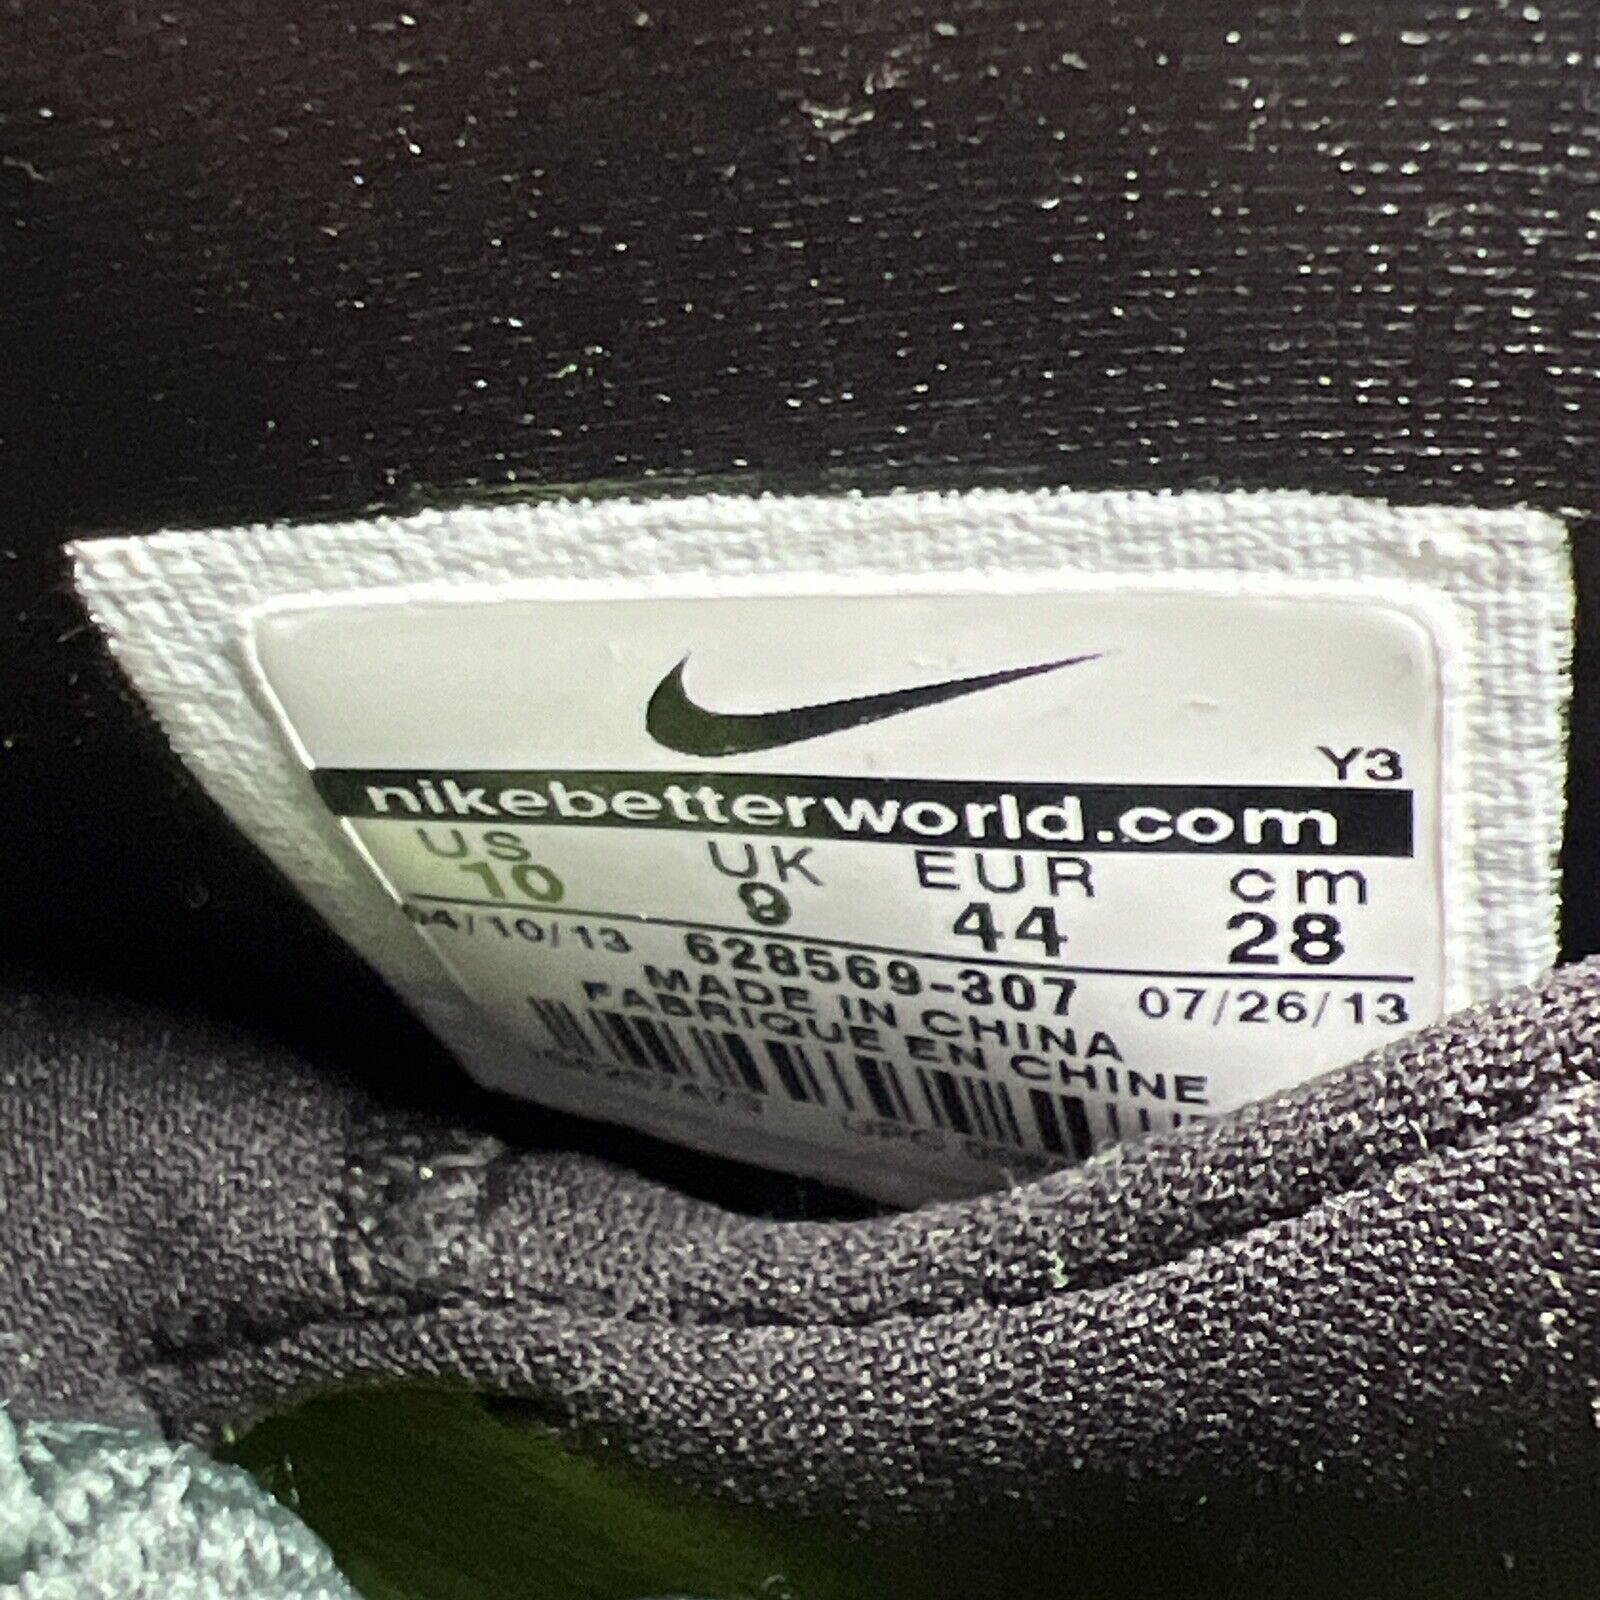 Y3
nikebetterworld.com
US UK EUR cm
10 9 44 28
04/10/13 628569-307 07/26/13
MADE IN CHINA
FABRIQUE EN CHINE
UPC